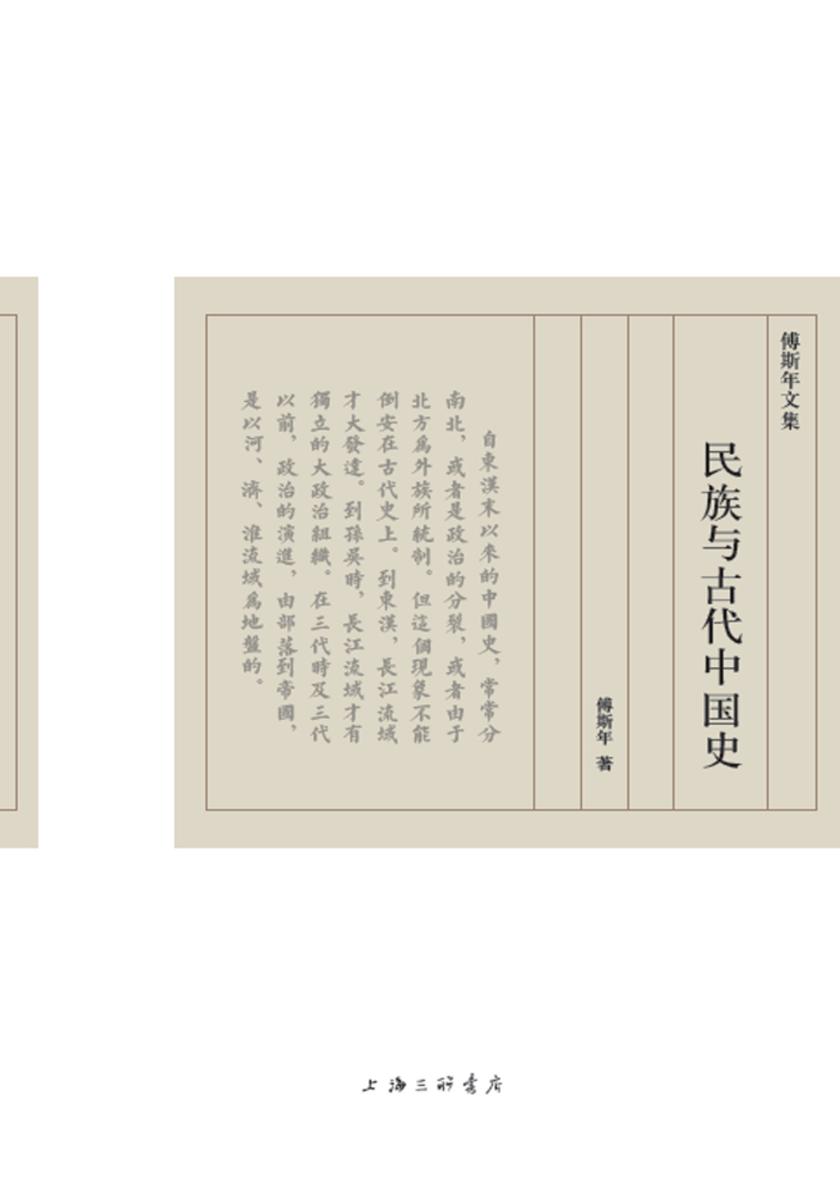 傅斯年文集
民族与古代中国史
傅斯年 著
自東漢末以來的中國史，常常分
南北，或者是政治的分裂，或者由于
北方爲外族所統制。但這個現象不能
倒安在古代史上。到東漢，長江流域
才大發達。到孫吳時，長江流域才有
獨立的大政治組織。在三代時及三代
以前，政治的演進，由部落到帝國，
是以河、濟、淮流域爲地盤的。
上海三联书店